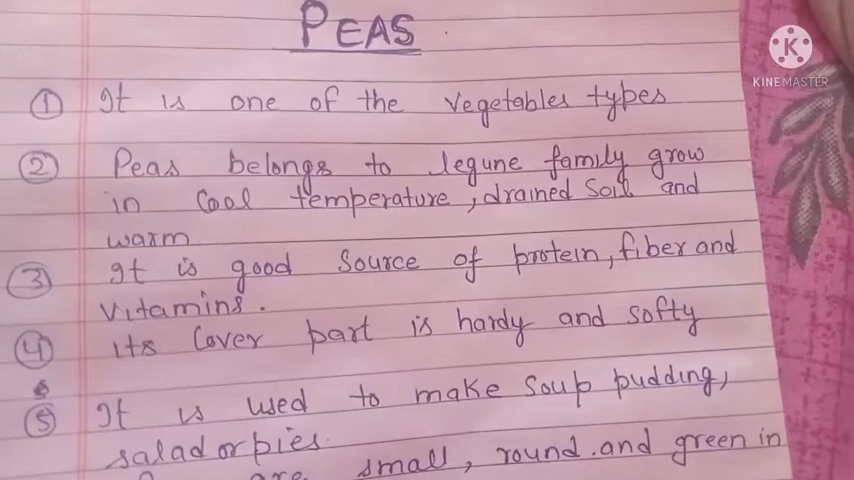 PEAS
① It is one of the vegetables types
② Peas belongs to legune family grow
in cool temperature, drained soil and
warm
③ It is good source of protein, fiber and
vitamins.
④ its cover part is hardy and softy
⑤ It is used to make soup pudding,
salad or pies.
are small, round. and green in
K
KINEMASTER